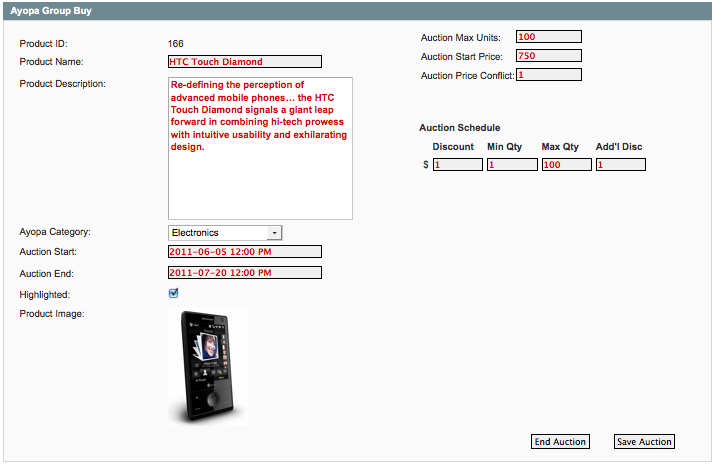 Ayopa Group Buy
Product ID: 166
Product Name: HTC Touch Diamond
Product Description: Re-defining the perception of
advanced mobile phones... the HTC
Touch Diamond signals a giant leap
forward in combining hi-tech prowess
with intuitive usability and exhilarating
design.
Ayopa Category: Electronics
Auction Start: 2011-06-05 12:00 PM
Auction End: 2011-07-20 12:00 PM
Highlighted:
Product Image:
Auction Max Units: 100
Auction Start Price: 750
Auction Price Conflict: 1
Auction Schedule
Discount Min Qty Max Qty Add'l Disc
$ 1 1 100 1
End Auction Save Auction